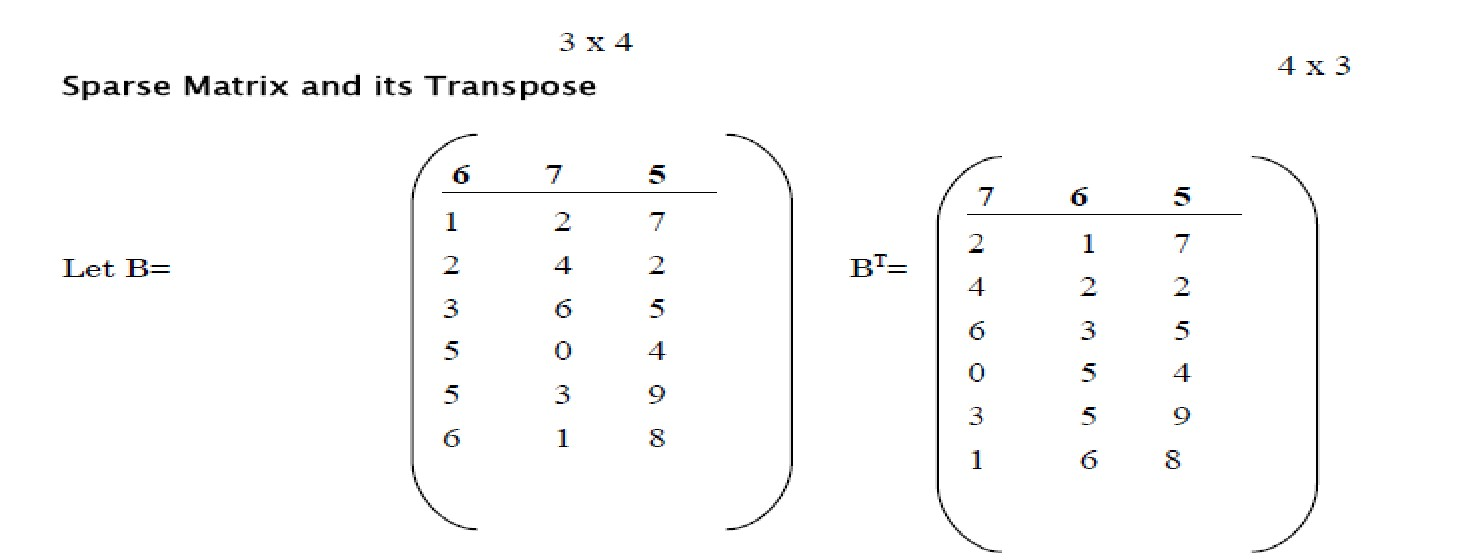 3 x 4
4 x 3
Sparse Matrix and its Transpose
Let B=
6 7 5
1 2 7
2 4 2
3 6 5
5 0 4
5 3 9
6 1 8
Bᵀ=
7 6 5
2 1 7
4 2 2
6 3 5
0 5 4
3 5 9
1 6 8